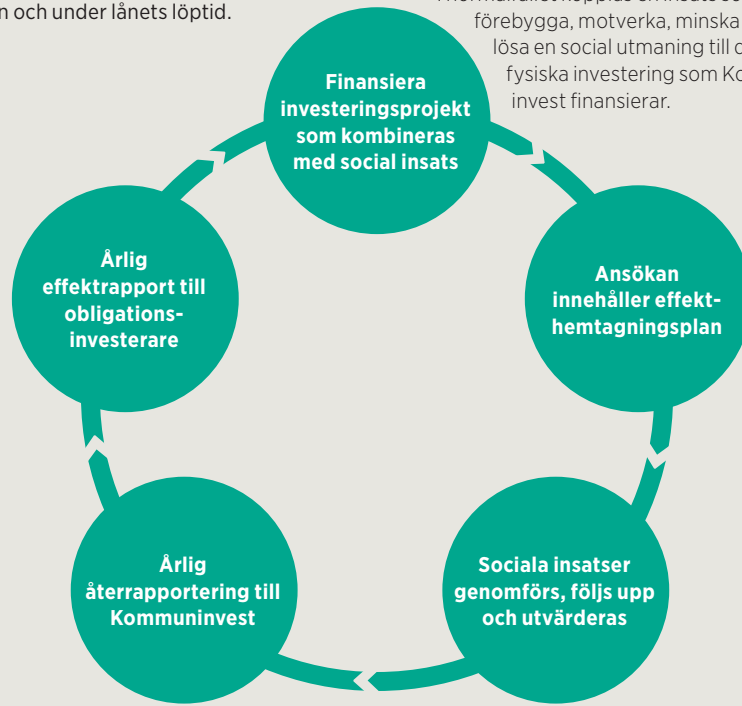 n och under lånets löptid.
förebygga, motverka, minska
lösa en social utmaning till
fysiska investering som
invest finansierar.
Finansiera
investeringsprojekt
som kombineras
med social insats
Årlig
effektrapport till
obligations-
investerare
Ansökan
innehåller effekt-
hemtagningsplan
Årlig
återrapportering till
Kommuninvest
Sociala insatser
genomförs, följs upp
och utvärderas